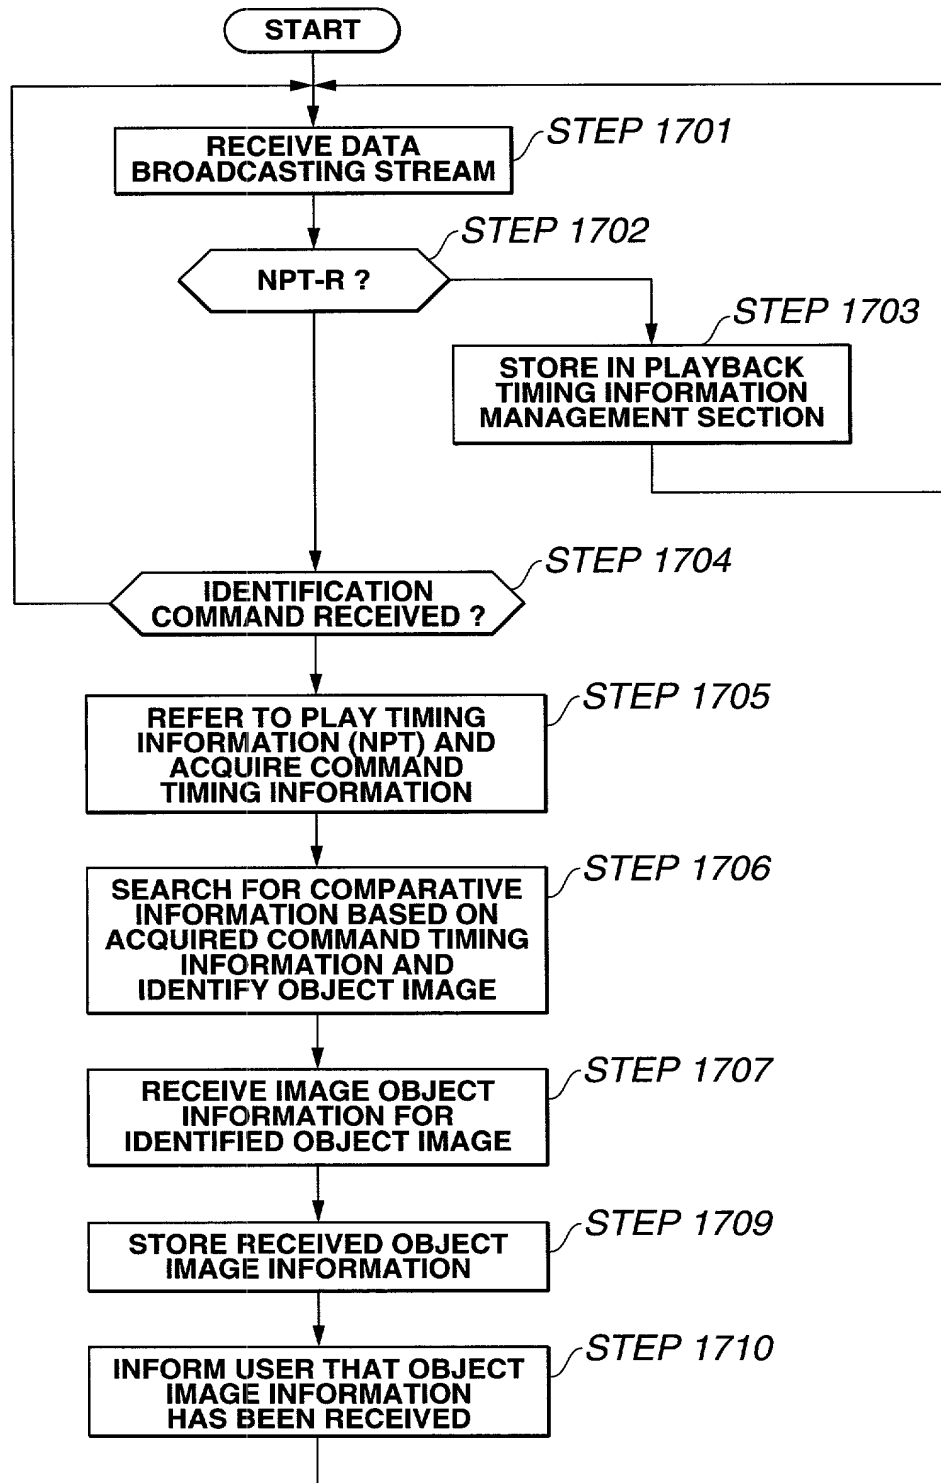 START
RECEIVE DATA
BROADCASTING STREAM
STEP 1701
NPT-R ?
STEP 1702
STORE IN PLAYBACK
TIMING INFORMATION
MANAGEMENT SECTION
STEP 1703
IDENTIFICATION
COMMAND RECEIVED ?
STEP 1704
REFER TO PLAY TIMING
INFORMATION (NPT) AND
ACQUIRE COMMAND
TIMING INFORMATION
STEP 1705
SEARCH FOR COMPARATIVE
INFORMATION BASED ON
ACQUIRED COMMAND TIMING
INFORMATION AND
IDENTIFY OBJECT IMAGE
STEP 1706
RECEIVE IMAGE OBJECT
INFORMATION FOR
IDENTIFIED OBJECT IMAGE
STEP 1707
STORE RECEIVED OBJECT
IMAGE INFORMATION
STEP 1709
INFORM USER THAT OBJECT
IMAGE INFORMATION
HAS BEEN RECEIVED
STEP 1710